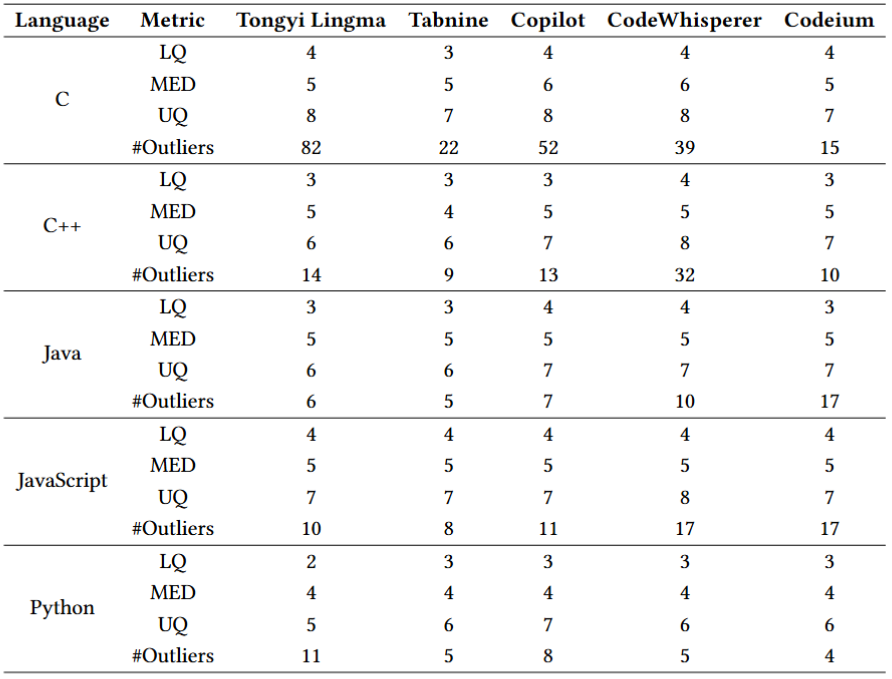 Language Metric Tongyi Lingma Tabnine Copilot CodeWhisperer Codeium
LQ 4 3 4 4 4
MED 5 5 6 6 5
C
UQ 8 7 8 8 7
#Outliers 82 22 52 39 15
LQ 3 3 3 4 3
MED 5 4 5 5 5
C++
UQ 6 6 7 8 7
#Outliers 14 9 13 32 10
LQ 3 3 4 4 3
MED 5 5 5 5 5
Java
UQ 6 6 7 7 7
#Outliers 6 5 7 10 17
LQ 4 4 4 4 4
MED 5 5 5 5 5
JavaScript
UQ 7 7 7 8 7
#Outliers 10 8 11 17 17
LQ 2 3 3 3 3
MED 4 4 4 4 4
Python
UQ 5 6 7 6 6
#Outliers 11 5 8 5 4